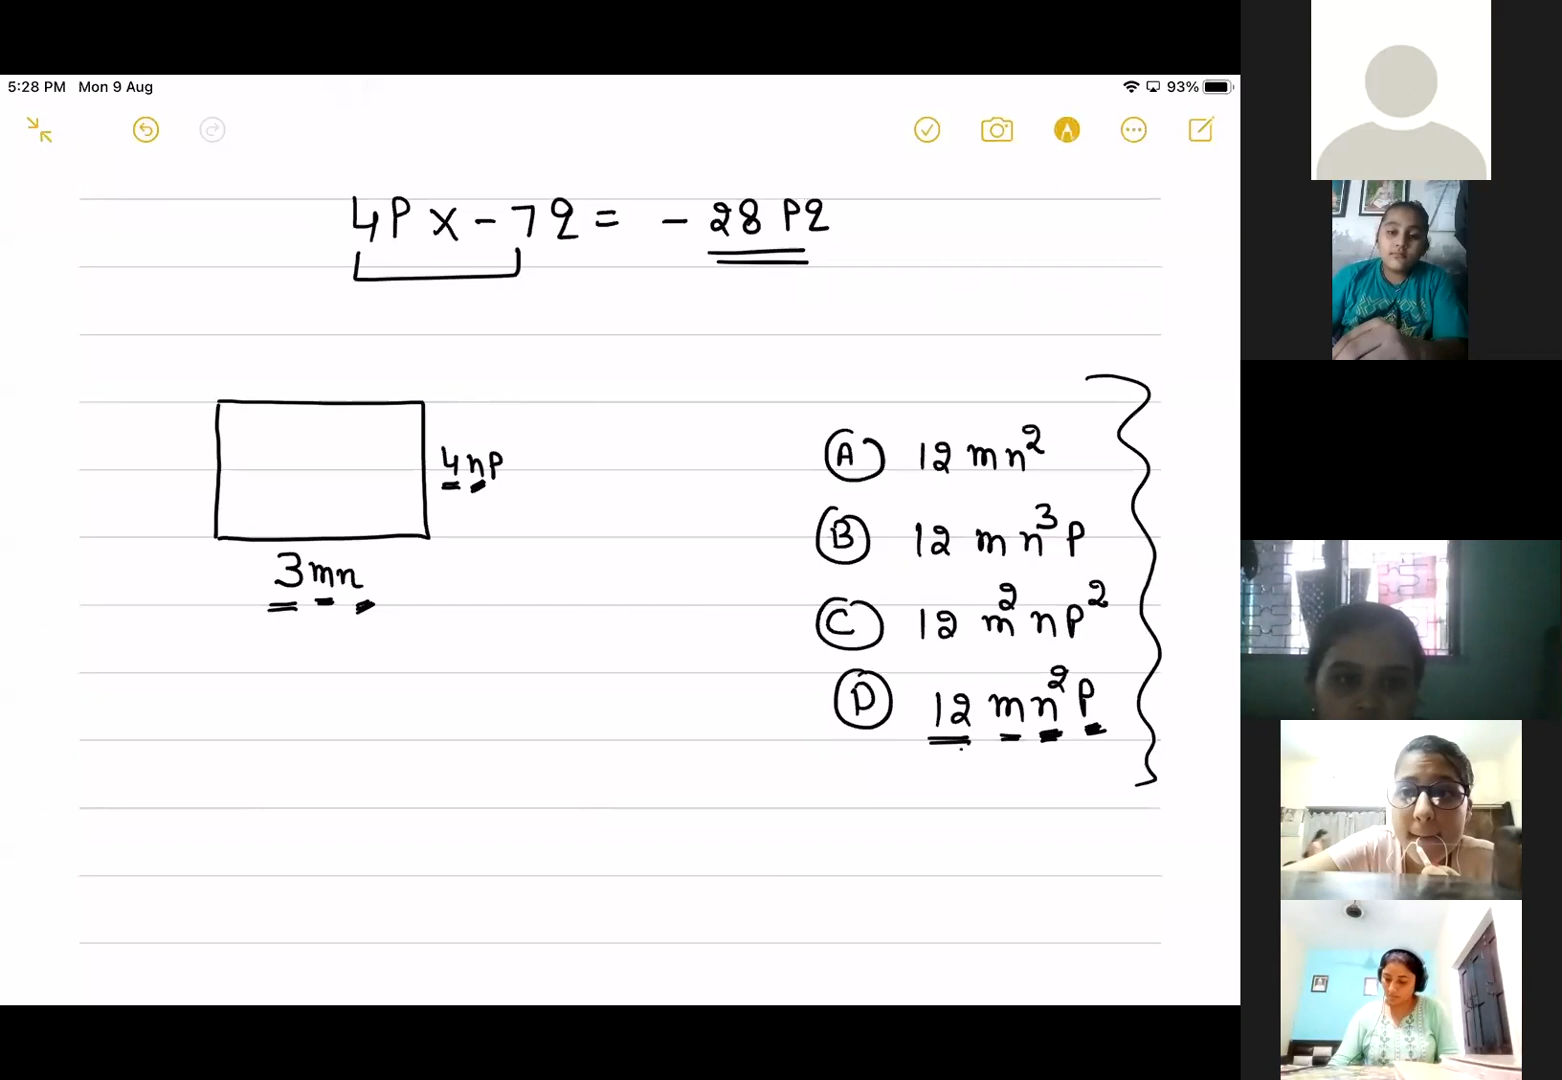 5:28 PM Mon 9 Aug 93%
4P x - 7q = - 28 Pq
4np
3mn
A 12 mn²
B 12 mn³p
C 12 m²np²
D 12 mn²p